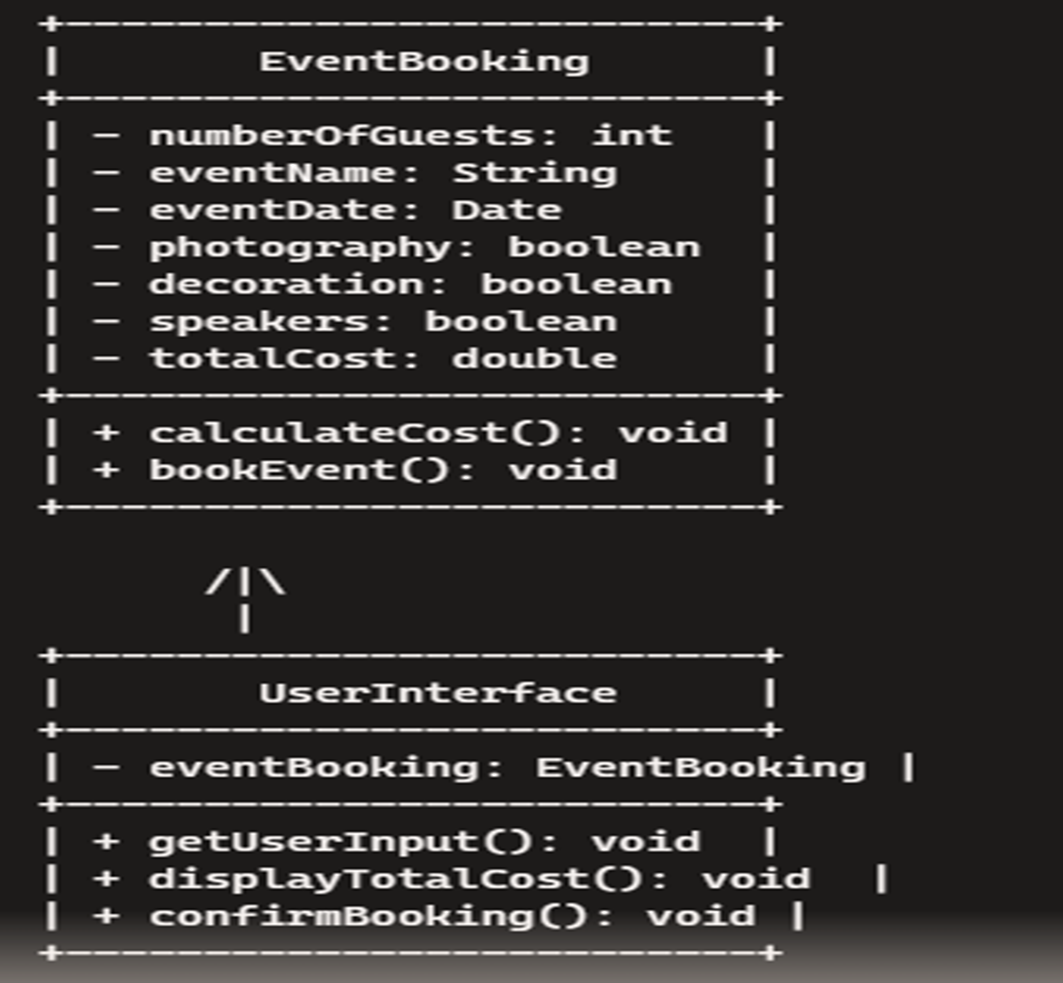 +-------------------------+
|       EventBooking      |
+-------------------------+
| - numberOfGuests: int   |
| - eventName: String     |
| - eventDate: Date       |
| - photography: boolean  |
| - decoration: boolean   |
| - speakers: boolean     |
| - totalCost: double     |
+-------------------------+
| + calculateCost(): void |
| + bookEvent(): void     |
+-------------------------+
      /|\
       |
+-------------------------+
|       UserInterface     |
+-------------------------+
| - eventBooking: EventBooking |
+-------------------------+
| + getUserInput(): void  |
| + displayTotalCost(): void  |
| + confirmBooking(): void |
+-------------------------+